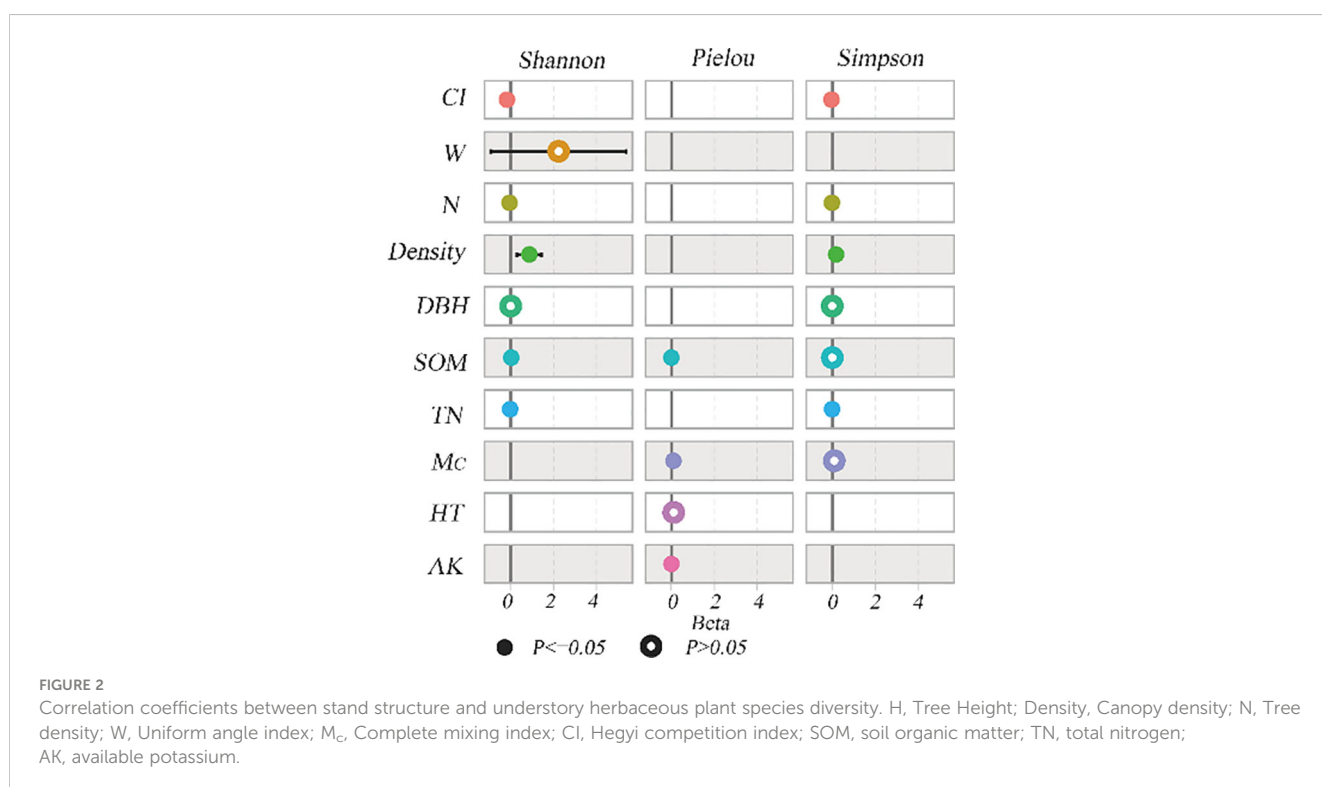 Shannon Pielou Simpson
CI
W
N
Density
DBH
SOM
TN
Mc
HT
AK
0 2 4 0 2 4 0 2 4
Beta
P<=0.05 P>0.05
FIGURE 2
Correlation coefficients between stand structure and understory herbaceous plant species diversity. H, Tree Height; Density, Canopy density; N, Tree
density; W, Uniform angle index; Mc, Complete mixing index; CI, Hegyi competition index; SOM, soil organic matter; TN, total nitrogen;
AK, available potassium.